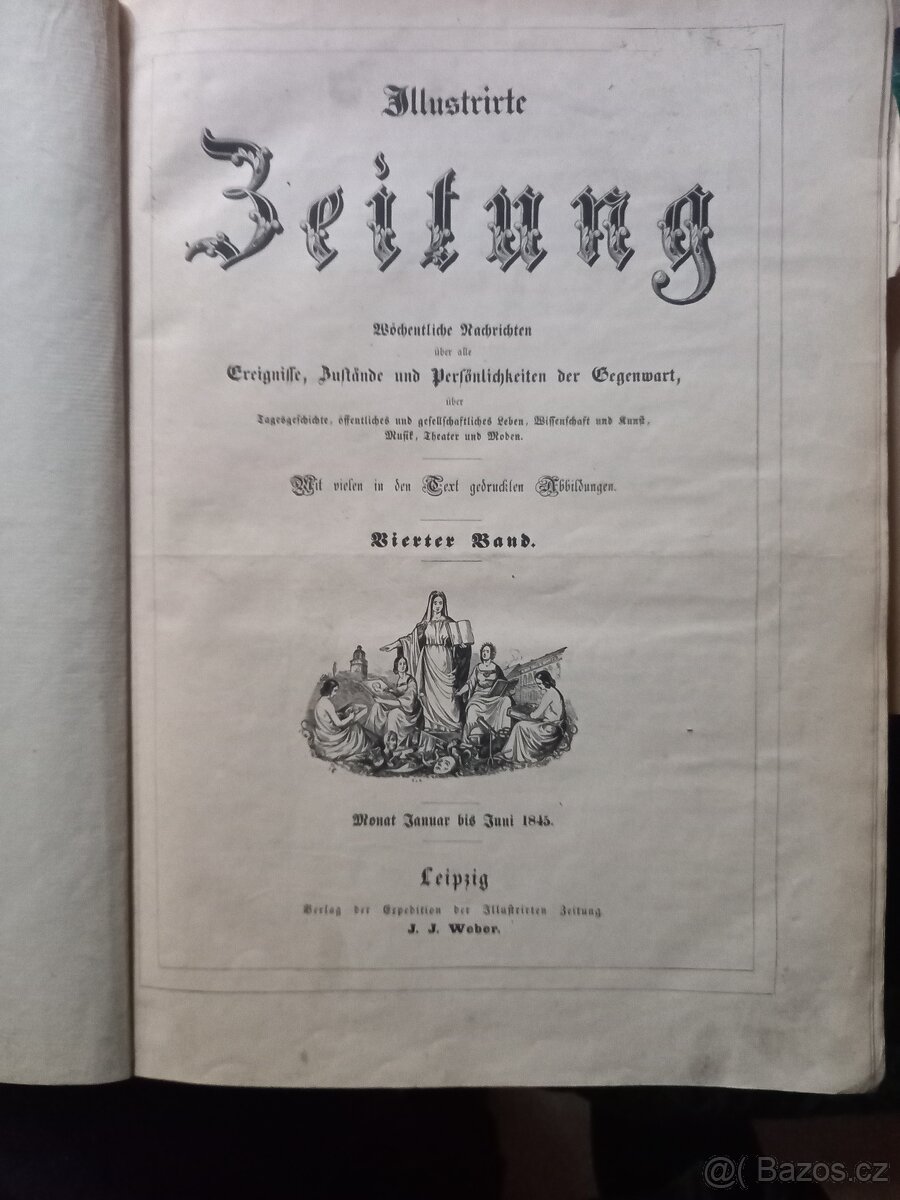 Illustrirte
Zeitung
Wöchentliche Nachrichten
über alle
Ereignisse, Zustände und Persönlichkeiten der Gegenwart,
über
Tagesgeschichte, öffentliches und gesellschaftliches Leben, Wissenschaft und Kunst,
Musik, Theater und Moden.
Mit vielen in den Text gedruckten Abbildungen.
Vierter Band.
Monat Januar bis Juni 1845.
Leipzig
Verlag der Expedition der Illustrirten Zeitung
J. J. Weber.
@( Bazos.cz